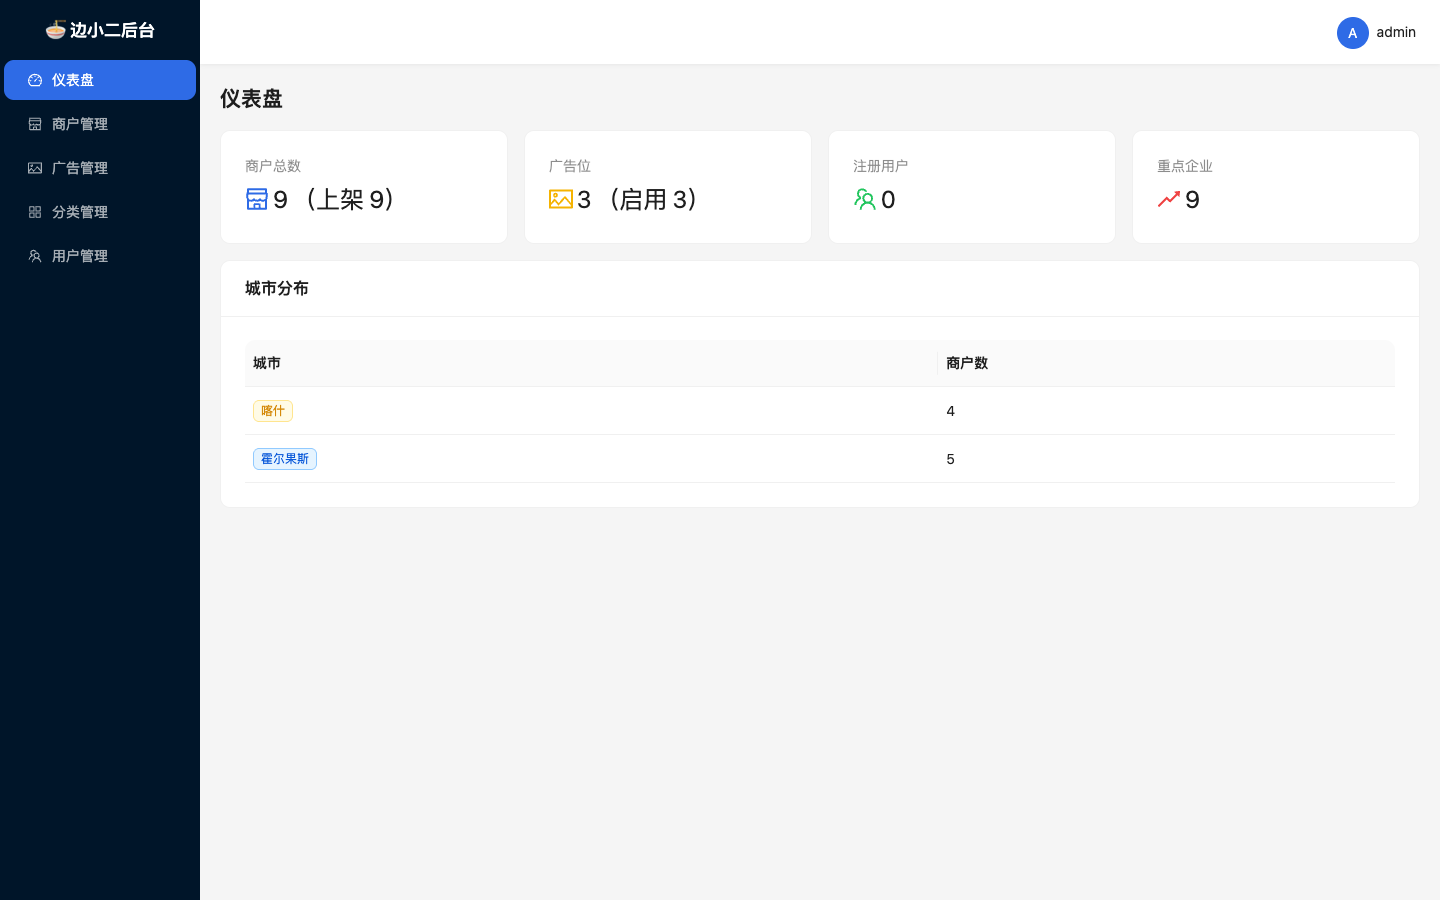 边小二后台
A admin
仪表盘
商户管理
广告管理
分类管理
用户管理
仪表盘
商户总数
9 （上架 9）
广告位
3 （启用 3）
注册用户
0
重点企业
9
城市分布
城市 商户数
喀什 4
霍尔果斯 5